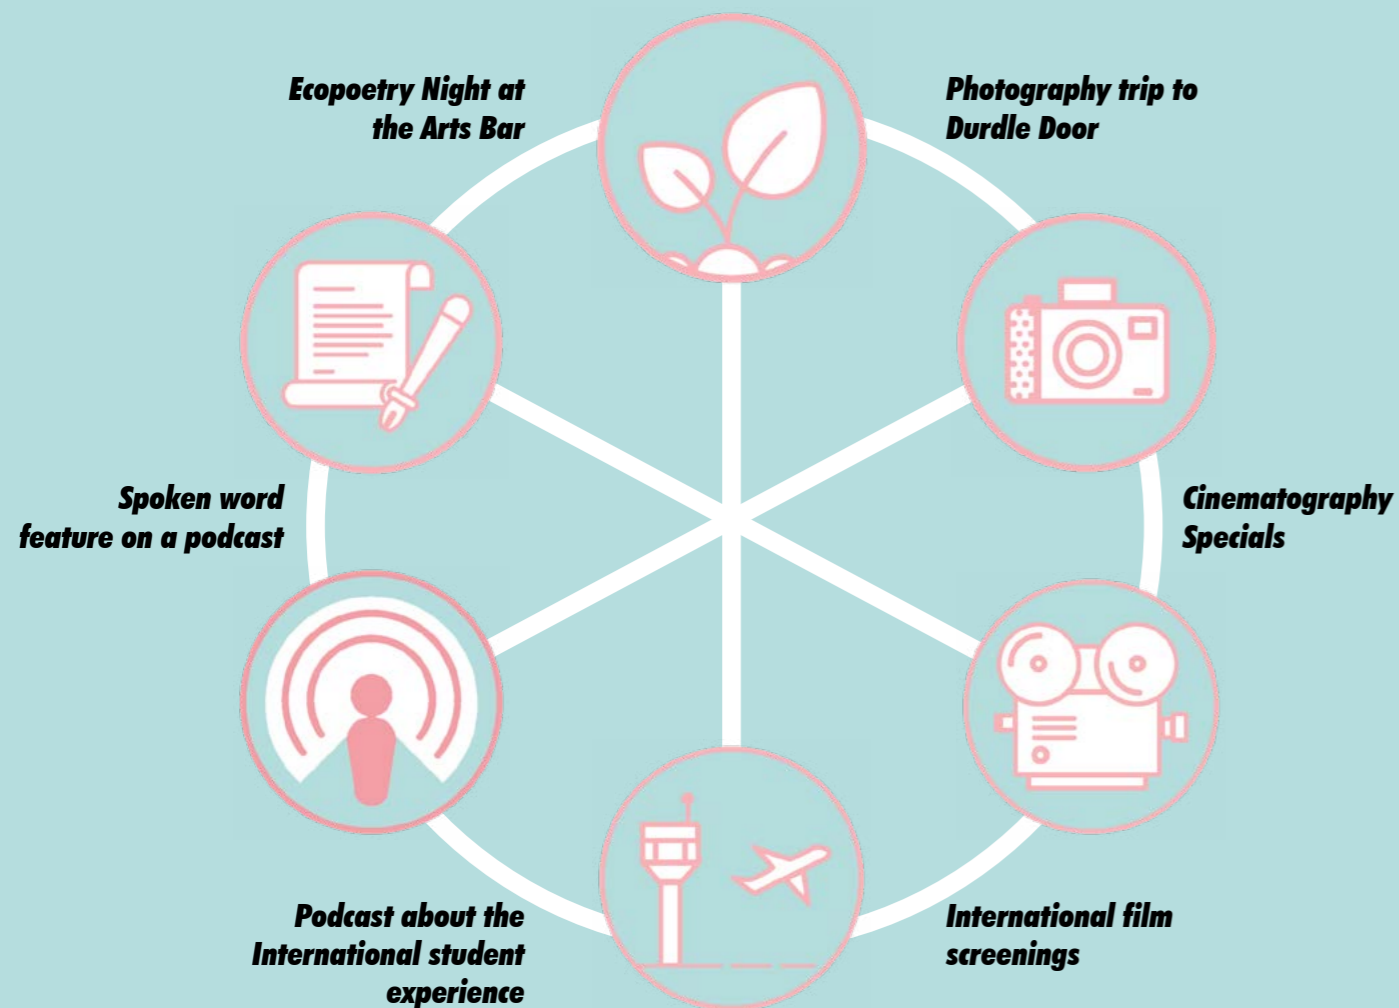 Ecopoetry Night at
the Arts Bar
Photography trip to
Durdle Door
Spoken word
feature on a podcast
Cinematography
Specials
Podcast about the
International student
experience
International film
screenings